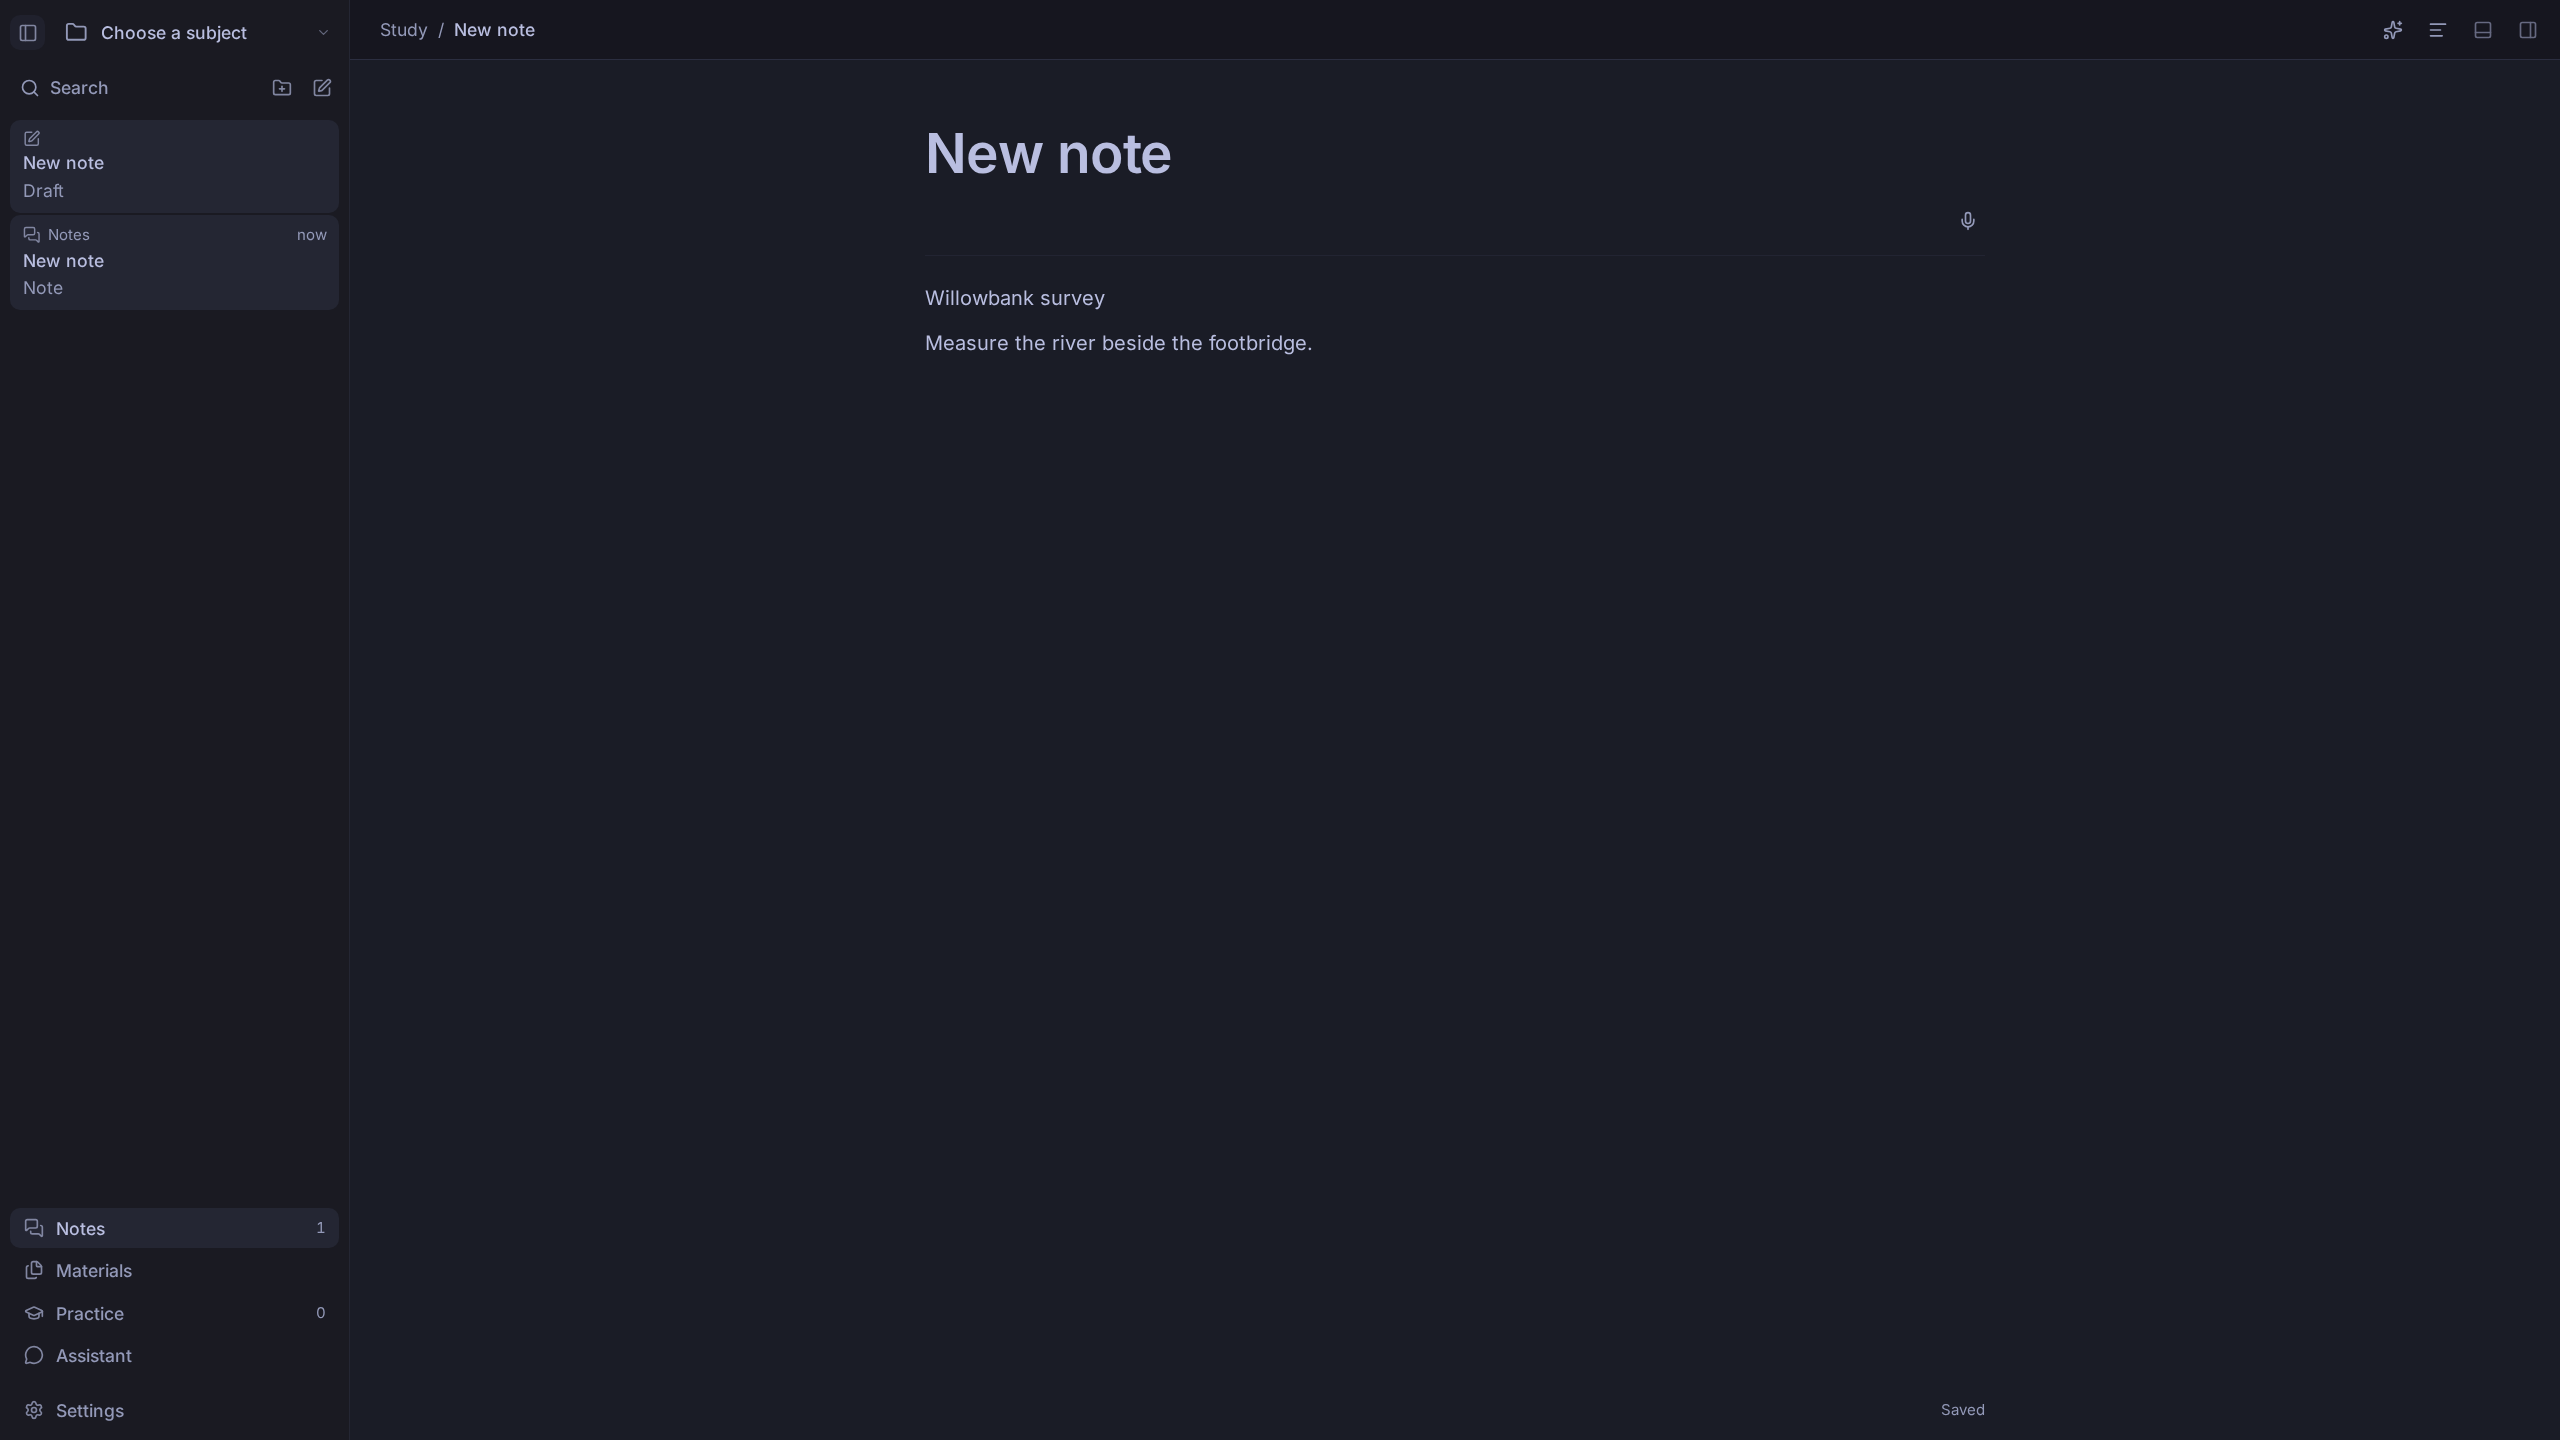 Choose a subject
Search
New note
Draft
Notes now
New note
Note
Notes 1
Materials
Practice 0
Assistant
Settings
Study / New note
New note
Willowbank survey
Measure the river beside the footbridge.
Saved